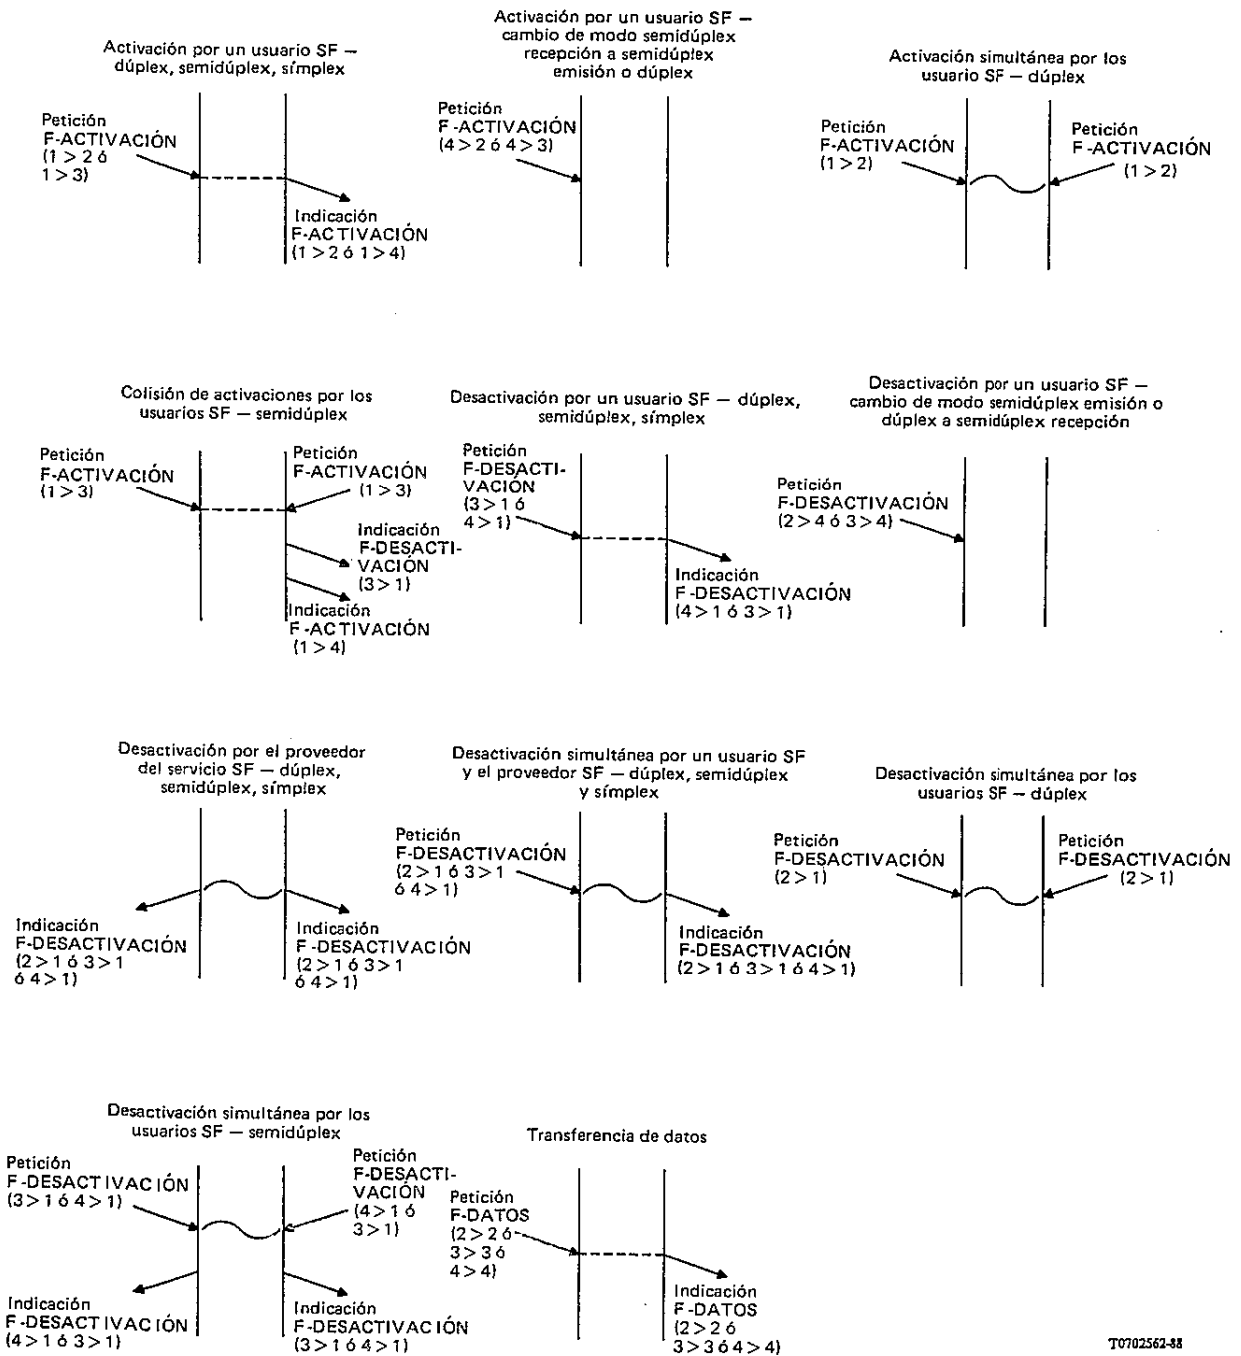 Activación por un usuario SF —
dúplex, semidúplex, símplex
Petición
F-ACTIVACIÓN
(1 > 2 ó
1 > 3)
Indicación
F-ACTIVACIÓN
(1 > 2 ó 1 > 4)
Activación por un usuario SF —
cambio de modo semidúplex
recepción a semidúplex
emisión o dúplex
Petición
F-ACTIVACIÓN
(4 > 2 ó 4 > 3)
Activación simultánea por los
usuario SF — dúplex
Petición
F-ACTIVACIÓN
(1 > 2)
Petición
F-ACTIVACIÓN
(1 > 2)
Colisión de activaciones por los
usuarios SF — semidúplex
Petición
F-ACTIVACIÓN
(1 > 3)
Petición
F-ACTIVACIÓN
(1 > 3)
Indicación
F-DESACTI-
VACIÓN
(3 > 1)
Indicación
F-ACTIVACIÓN
(1 > 4)
Desactivación por un usuario SF — dúplex,
semidúplex, símplex
Petición
F-DESACTI-
VACIÓN
(3 > 1 ó
4 > 1)
Indicación
F-DESACTIVACIÓN
(4 > 1 ó 3 > 1)
Desactivación por un usuario SF —
cambio de modo semidúplex emisión o
dúplex a semidúplex recepción
Petición
F-DESACTIVACIÓN
(2 > 4 ó 3 > 4)
Desactivación por el proveedor
del servicio SF — dúplex,
semidúplex, símplex
Indicación
F-DESACTIVACIÓN
(2 > 1 ó 3 > 1
ó 4 > 1)
Indicación
F-DESACTIVACIÓN
(2 > 1 ó 3 > 1
ó 4 > 1)
Desactivación simultánea por un usuario SF
y el proveedor SF — dúplex, semidúplex
y símplex
Petición
F-DESACTIVACIÓN
(2 > 1 ó 3 > 1
ó 4 > 1)
Indicación
F-DESACTIVACIÓN
(2 > 1 ó 3 > 1 ó 4 > 1)
Desactivación simultánea por los
usuarios SF — dúplex
Petición
F-DESACTIVACIÓN
(2 > 1)
Petición
F-DESACTIVACIÓN
(2 > 1)
Desactivación simultánea por los
usuarios SF — semidúplex
Petición
F-DESACTIVACIÓN
(3 > 1 ó 4 > 1)
Petición
F-DESACTI-
VACIÓN
(4 > 1 ó
3 > 1)
Indicación
F-DESACTIVACIÓN
(4 > 1 ó 3 > 1)
Indicación
F-DESACTIVACIÓN
(3 > 1 ó 4 > 1)
Transferencia de datos
Petición
F-DATOS
(2 > 2 ó
3 > 3 ó
4 > 4)
Indicación
F-DATOS
(2 > 2 ó
3 > 3 ó 4 > 4)
T0702562-88